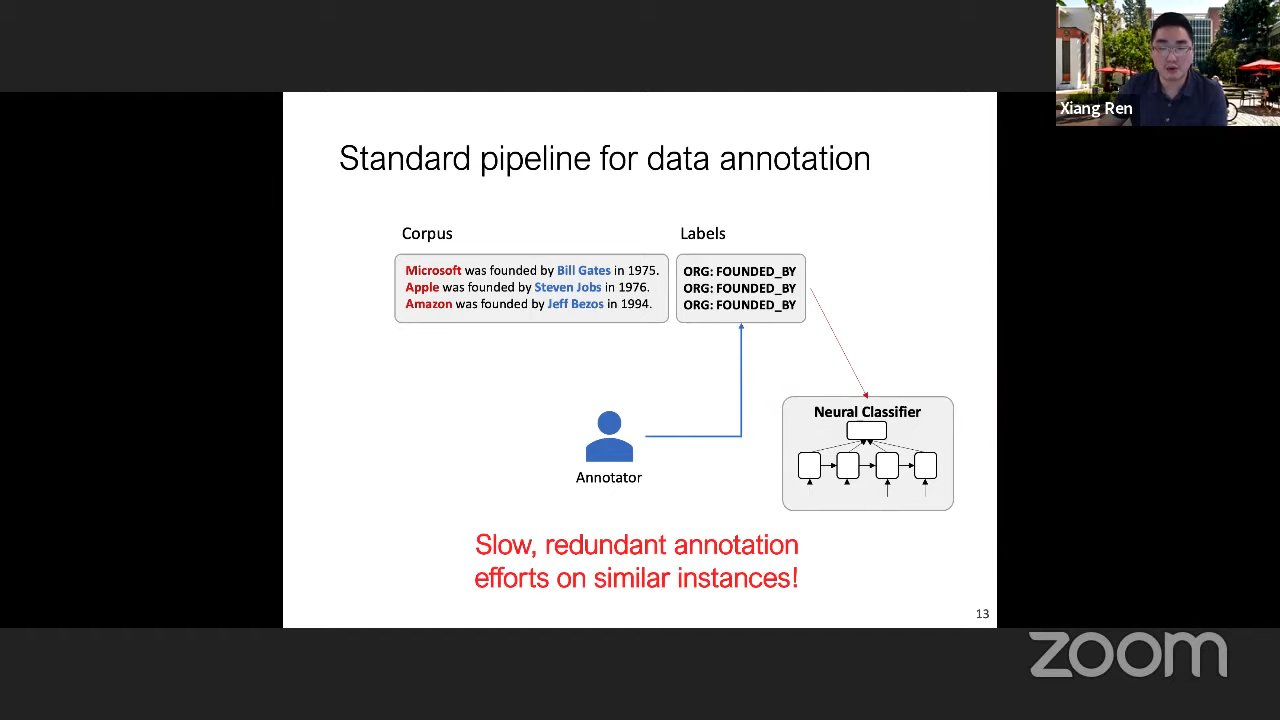 Xiang Ren
Standard pipeline for data annotation
Corpus
Labels
Microsoft was founded by Bill Gates in 1975.
Apple was founded by Steven Jobs in 1976.
Amazon was founded by Jeff Bezos in 1994.
ORG: FOUNDED_BY
ORG: FOUNDED_BY
ORG: FOUNDED_BY
Neural Classifier
Annotator
Slow, redundant annotation
efforts on similar instances!
13
zoom